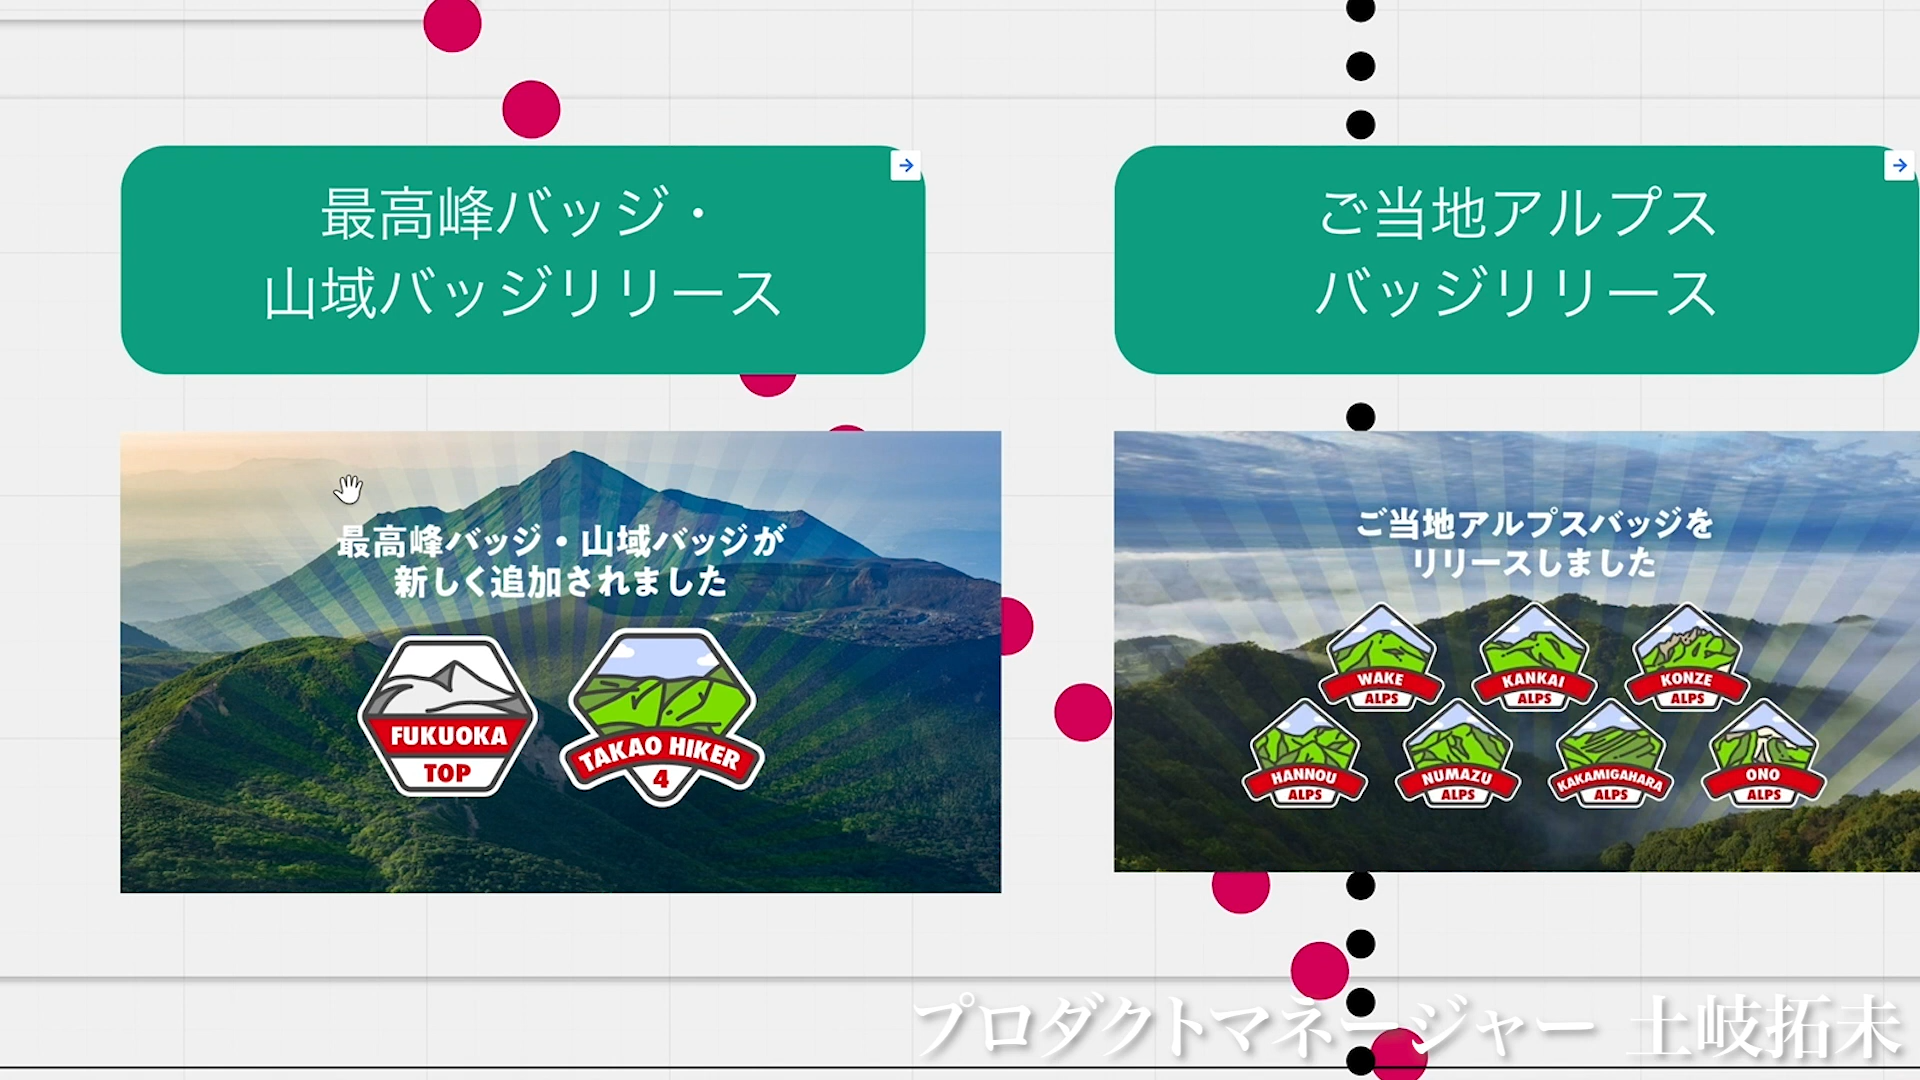 最高峰バッジ・
山域バッジリリース
最高峰バッジ・山域バッジが
新しく追加されました
FUKUOKA
TOP
TAKAO HIKER
4
ご当地アルプス
バッジリリース
ご当地アルプスバッジを
リリースしました
WAKE
ALPS
KANKAI
ALPS
KONZE
ALPS
HANNOU
ALPS
NUMAZU
ALPS
KAKAMIGAHARA
ALPS
ONO
ALPS
プロダクトマネージャー 土岐拓未